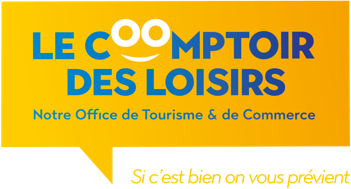 LE COOMPTOIR
DES LOISIRS
Notre Office de Tourisme & de Commerce
Si c'est bien on vous prévient